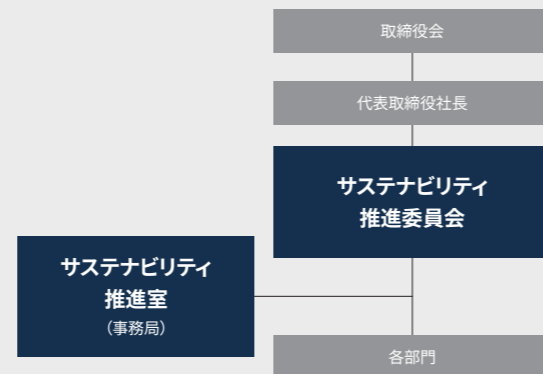 取締役会
代表取締役社長
サステナビリティ
推進委員会
サステナビリティ
推進室
（事務局）
各部門